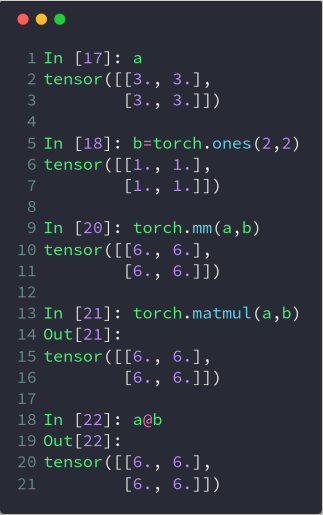 1 In [17]: a
2 tensor([[3., 3.],
3         [3., 3.]])
4
5 In [18]: b=torch.ones(2,2)
6 tensor([[1., 1.],
7         [1., 1.]])
8
9 In [20]: torch.mm(a,b)
10 tensor([[6., 6.],
11         [6., 6.]])
12
13 In [21]: torch.matmul(a,b)
14 Out[21]:
15 tensor([[6., 6.],
16         [6., 6.]])
17
18 In [22]: a@b
19 Out[22]:
20 tensor([[6., 6.],
21         [6., 6.]])